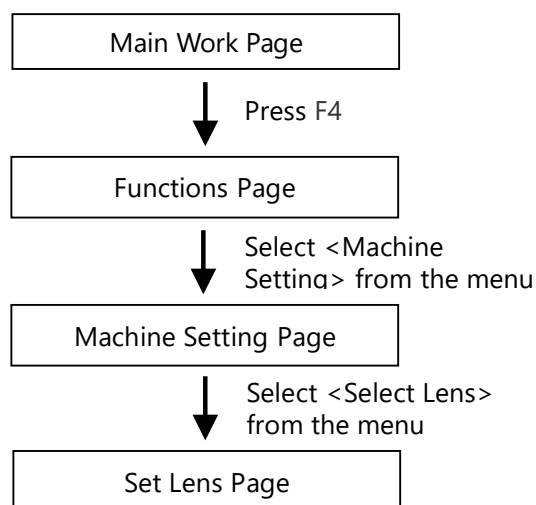 Main Work Page
Press F4
Functions Page
Select <Machine
Setting> from the menu
Machine Setting Page
Select <Select Lens>
from the menu
Set Lens Page